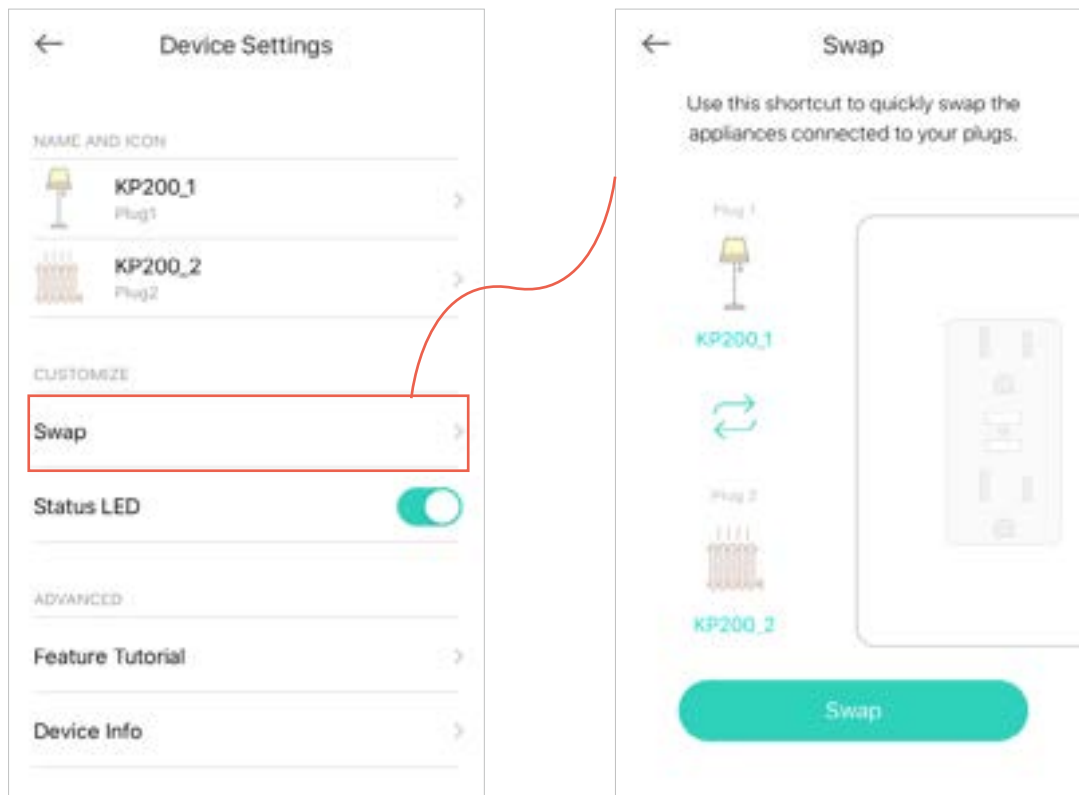 Device Settings
NAME AND ICON
KP200_1
Plug1
KP200_2
Plug2
CUSTOMIZE
Swap
Status LED
ADVANCED
Feature Tutorial
Device Info
Swap
Use this shortcut to quickly swap the
appliances connected to your plugs.
Plug 1
KP200_1
Plug 2
KP200_2
Swap